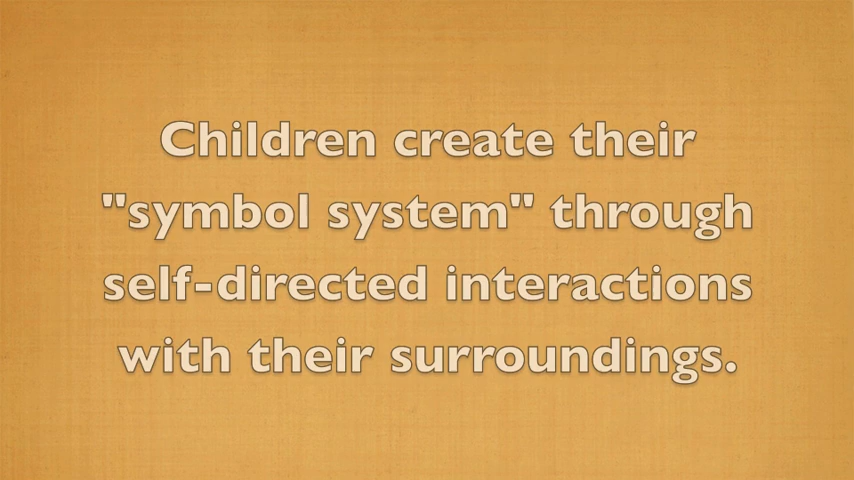 Children create their
"symbol system" through
self-directed interactions
with their surroundings.